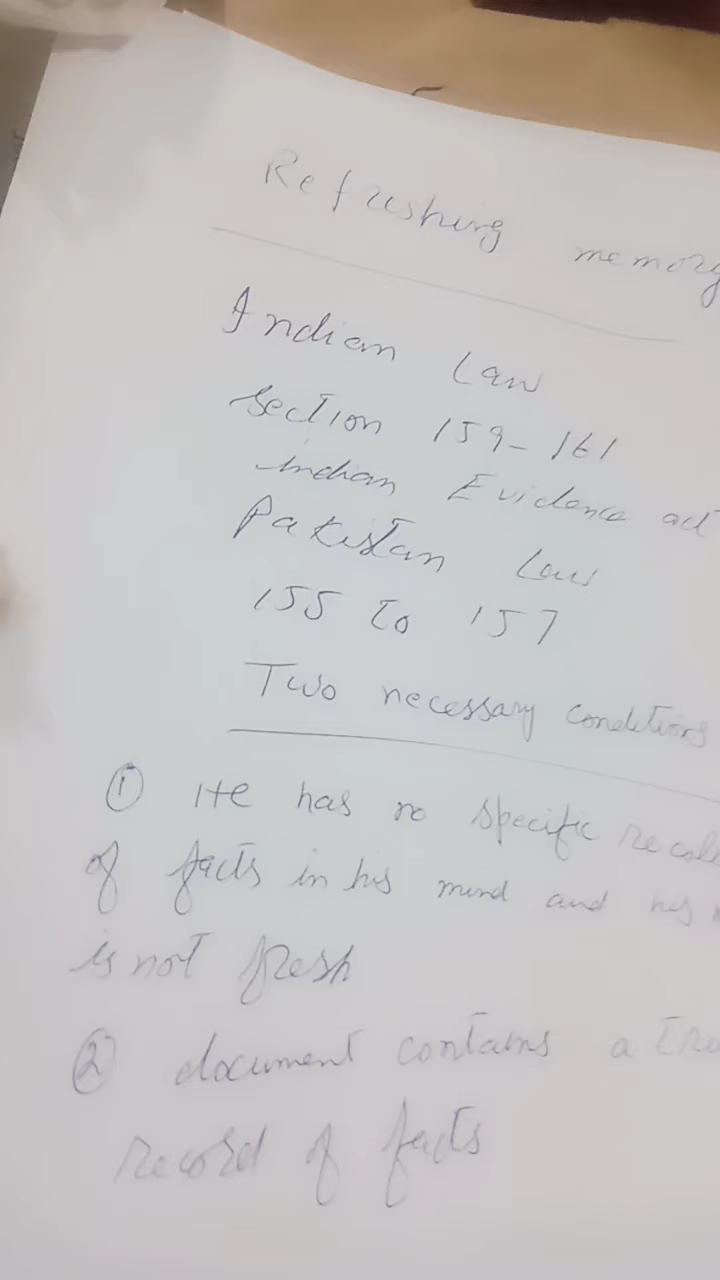 Refreshing memory
Indian Law
Section 159-161
Indian Evidence act
Pakistan Law
155 to 157
Two necessary conditions
① He has no specific
of facts in his mind and his
is not fresh
② document contains a
record of facts